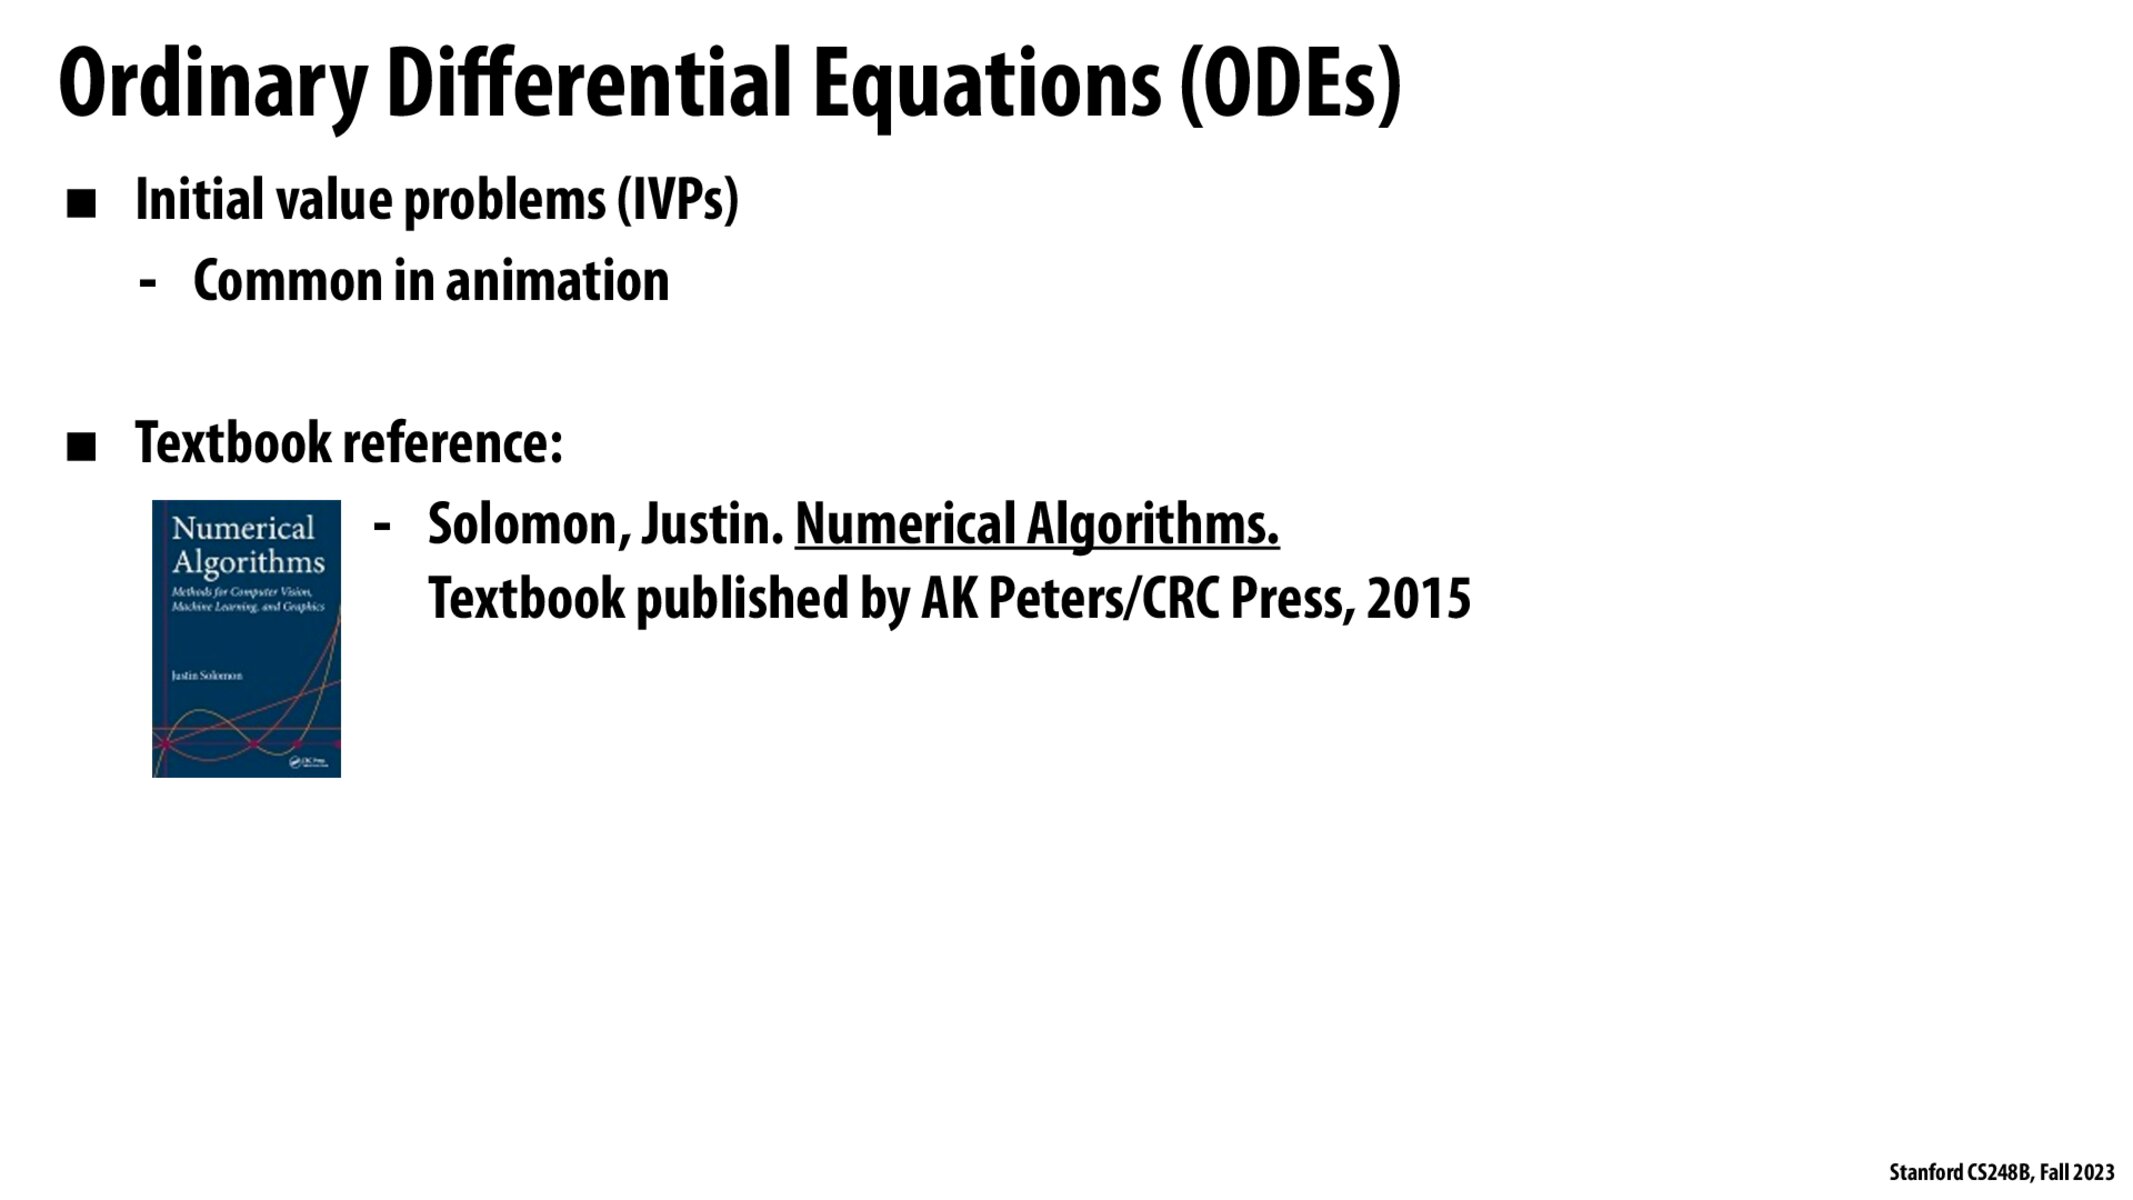 Ordinary Differential Equations (ODEs)
■ Initial value problems (IVPs)
- Common in animation
■ Textbook reference:
- Solomon, Justin. Numerical Algorithms.
Textbook published by AK Peters/CRC Press, 2015
Numerical
Algorithms
Methods for Computer Vision,
Machine Learning, and Graphics
Justin Solomon
CRC Press
Stanford CS248B, Fall 2023